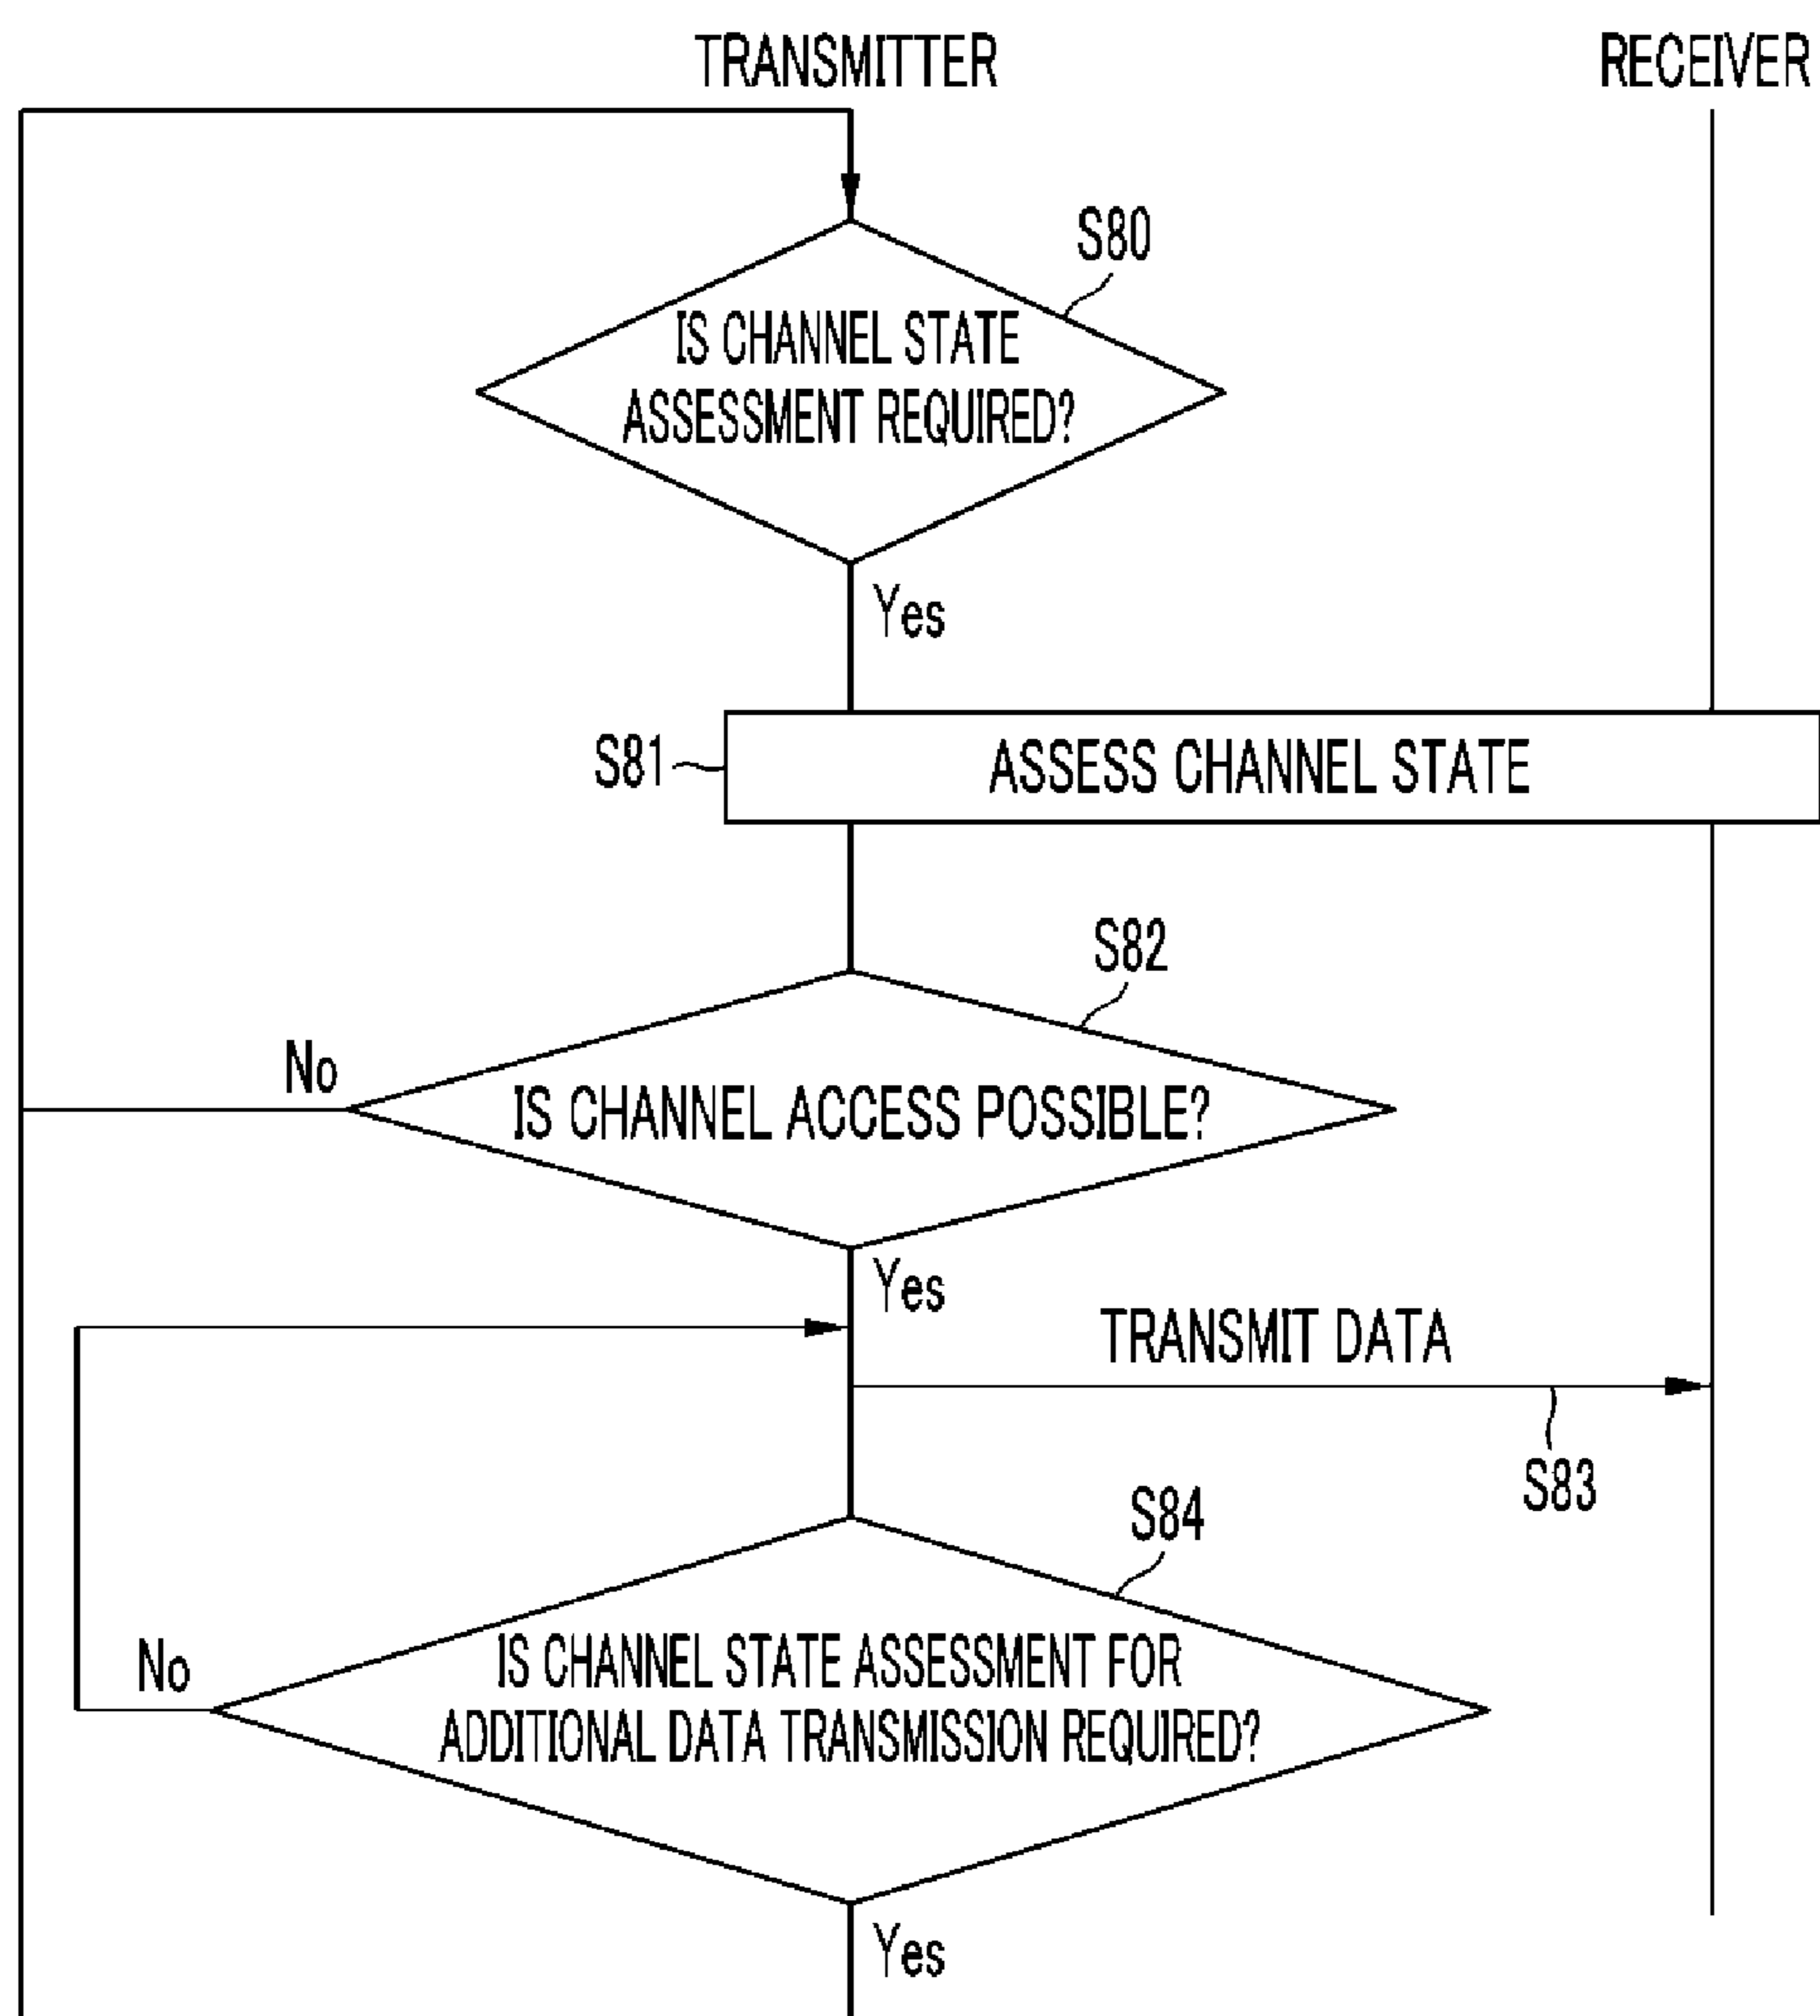 TRANSMITTER
RECEIVER
S80
IS CHANNEL STATE
ASSESSMENT REQUIRED?
Yes
S81
ASSESS CHANNEL STATE
S82
No
IS CHANNEL ACCESS POSSIBLE?
Yes
TRANSMIT DATA
S83
S84
No
IS CHANNEL STATE ASSESSMENT FOR
ADDITIONAL DATA TRANSMISSION REQUIRED?
Yes